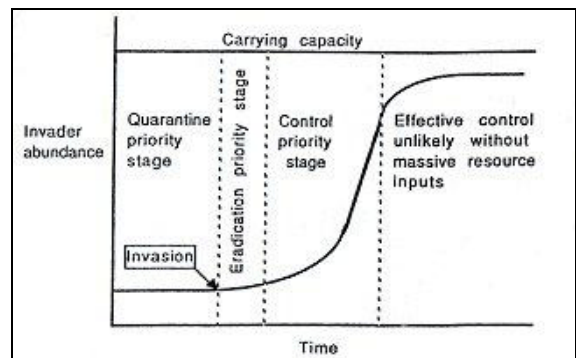 Carrying capacity
Invader
abundance
Quarantine
priority
stage
Eradication priority stage
Control
priority
stage
Effective control
unlikely without
massive resource
inputs
Invasion
Time